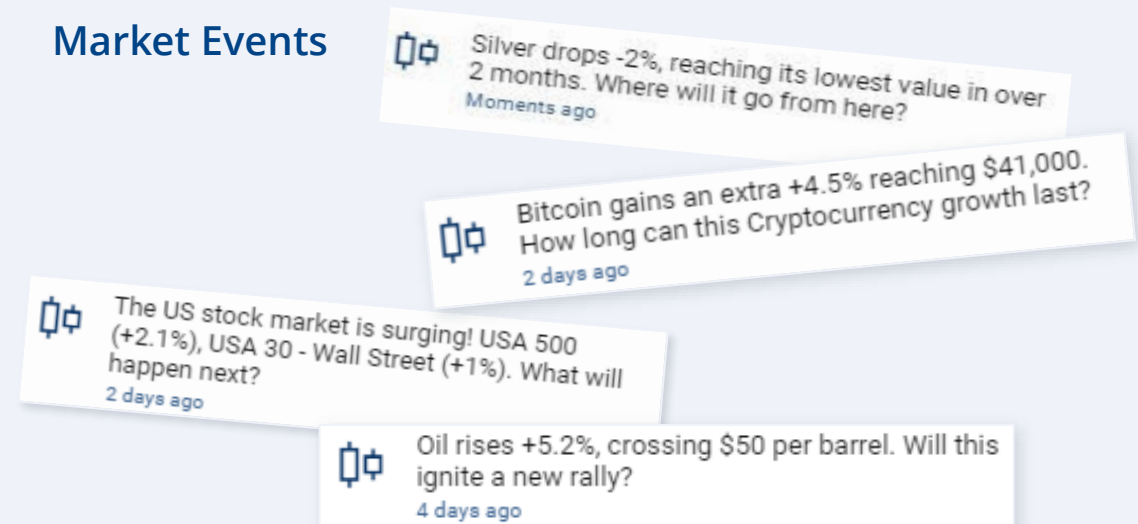 Market Events
Silver drops -2%, reaching its lowest value in over
2 months. Where will it go from here?
Moments ago
Bitcoin gains an extra +4.5% reaching $41,000.
How long can this Cryptocurrency growth last?
2 days ago
The US stock market is surging! USA 500
(+2.1%), USA 30 - Wall Street (+1%). What will
happen next?
2 days ago
Oil rises +5.2%, crossing $50 per barrel. Will this
ignite a new rally?
4 days ago